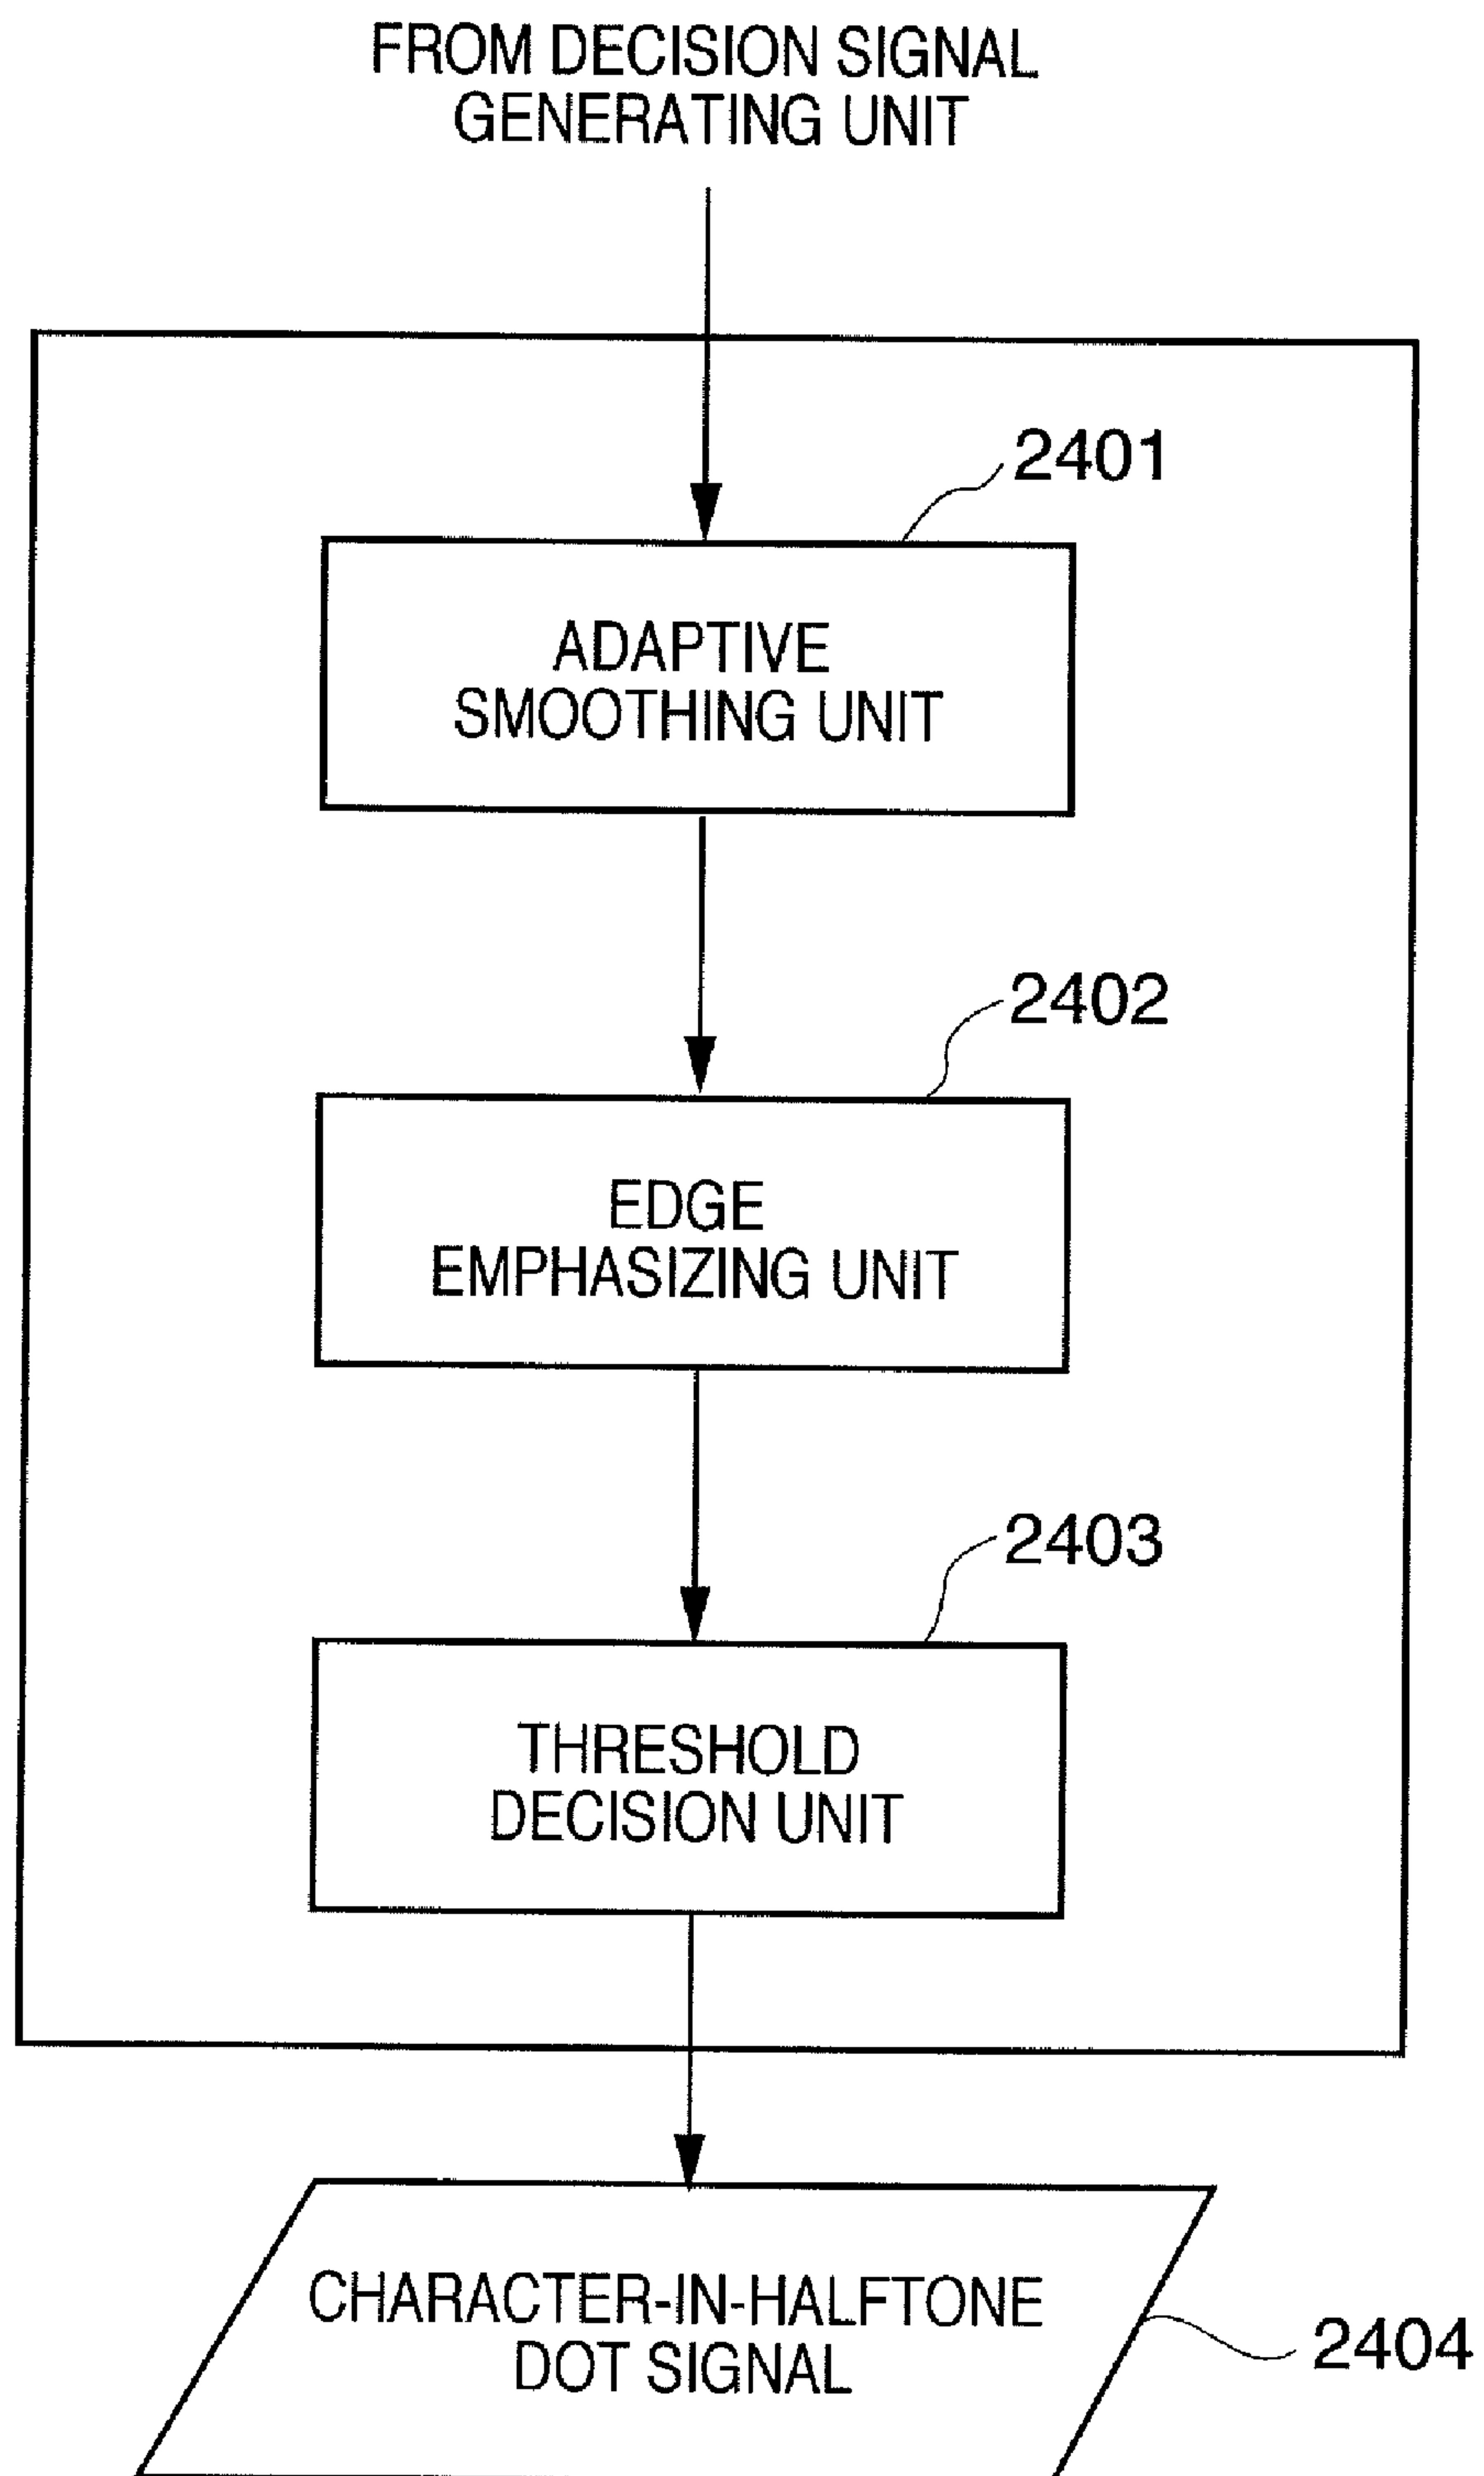 FROM DECISION SIGNAL
GENERATING UNIT
2401
ADAPTIVE
SMOOTHING UNIT
2402
EDGE
EMPHASIZING UNIT
2403
THRESHOLD
DECISION UNIT
CHARACTER-IN-HALFTONE
DOT SIGNAL
2404